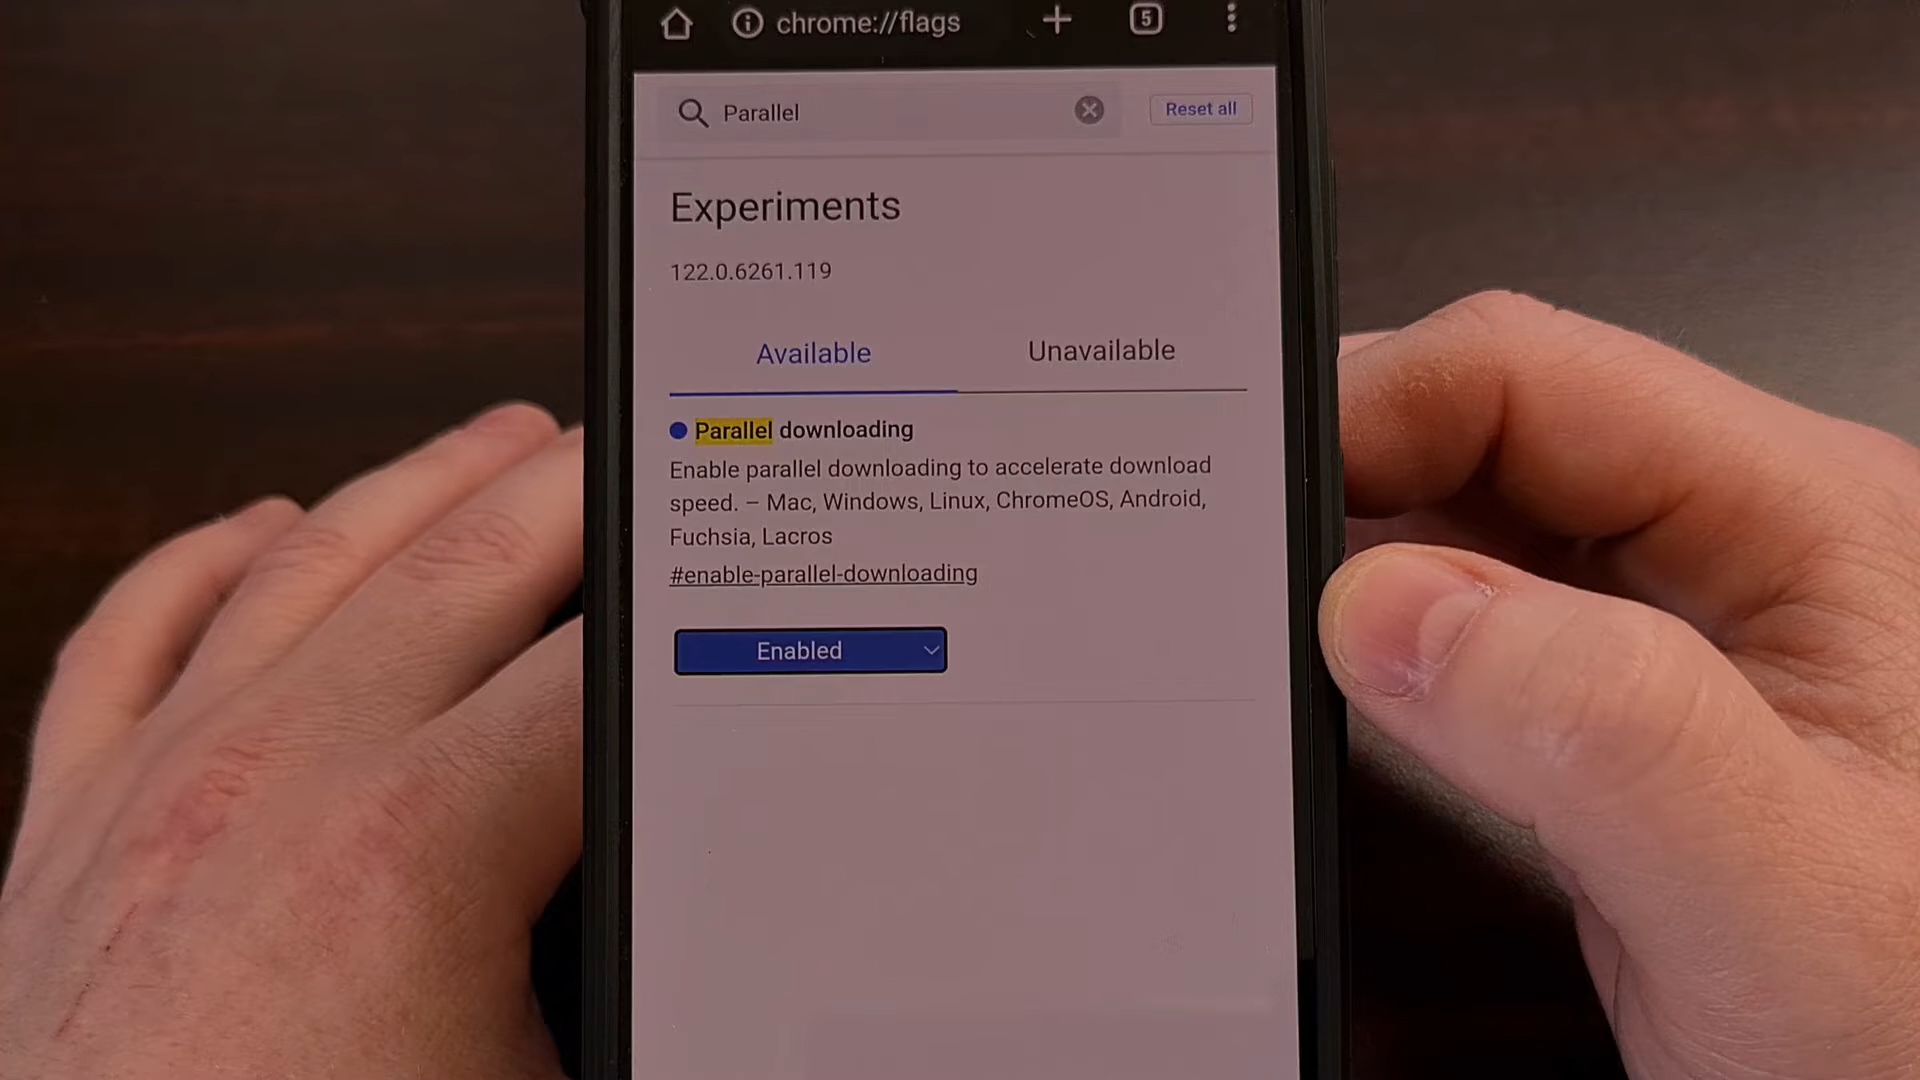 chrome://flags
5
Parallel
Reset all
Experiments
122.0.6261.119
Available
Unavailable
Parallel downloading
Enable parallel downloading to accelerate download
speed. – Mac, Windows, Linux, ChromeOS, Android,
Fuchsia, Lacros
#enable-parallel-downloading
Enabled